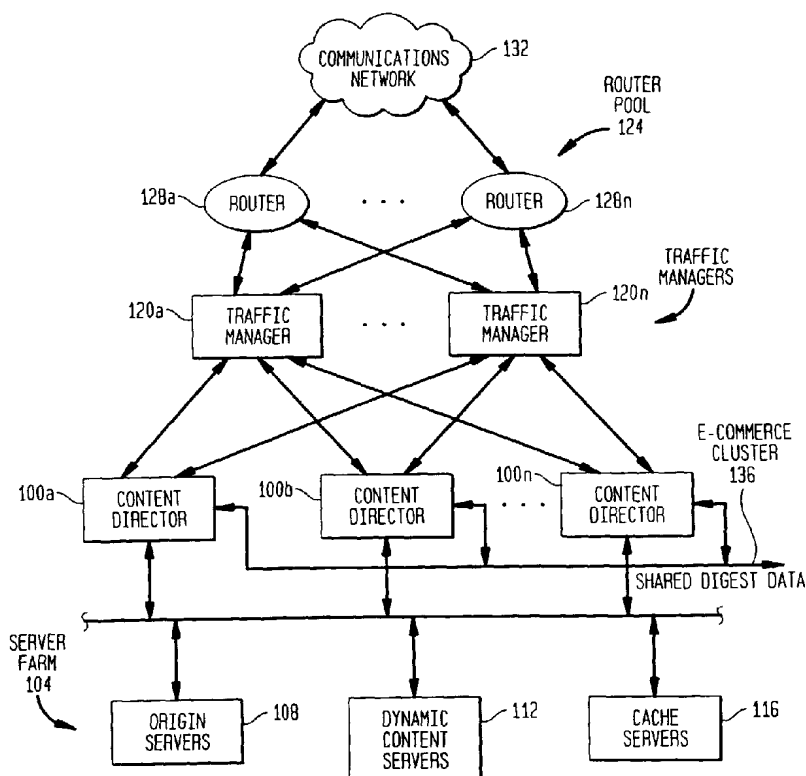 COMMUNICATIONS
NETWORK
132
ROUTER
POOL
124
128a
ROUTER
. . .
ROUTER
128n
TRAFFIC
MANAGERS
120a
TRAFFIC
MANAGER
. . .
TRAFFIC
MANAGER
120n
E-COMMERCE
CLUSTER
136
100a
CONTENT
DIRECTOR
100b
CONTENT
DIRECTOR
100n
. . . .
CONTENT
DIRECTOR
SHARED DIGEST DATA
SERVER
FARM
104
ORIGIN
SERVERS
108
DYNAMIC
CONTENT
SERVERS
112
CACHE
SERVERS
116